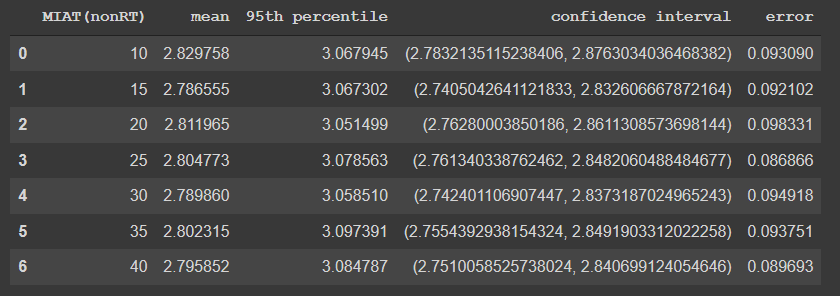 MIAT(nonRT) mean 95th percentile confidence interval error
0 10 2.829758 3.067945 (2.7832135115238406, 2.8763034036468382) 0.093090
1 15 2.786555 3.067302 (2.7405042641121833, 2.832606667872164) 0.092102
2 20 2.811965 3.051499 (2.76280003850186, 2.8611308573698144) 0.098331
3 25 2.804773 3.078563 (2.761340338762462, 2.8482060488484677) 0.086866
4 30 2.789860 3.058510 (2.742401106907447, 2.8373187024965243) 0.094918
5 35 2.802315 3.097391 (2.7554392938154324, 2.8491903312022258) 0.093751
6 40 2.795852 3.084787 (2.7510058525738024, 2.840699124054646) 0.089693